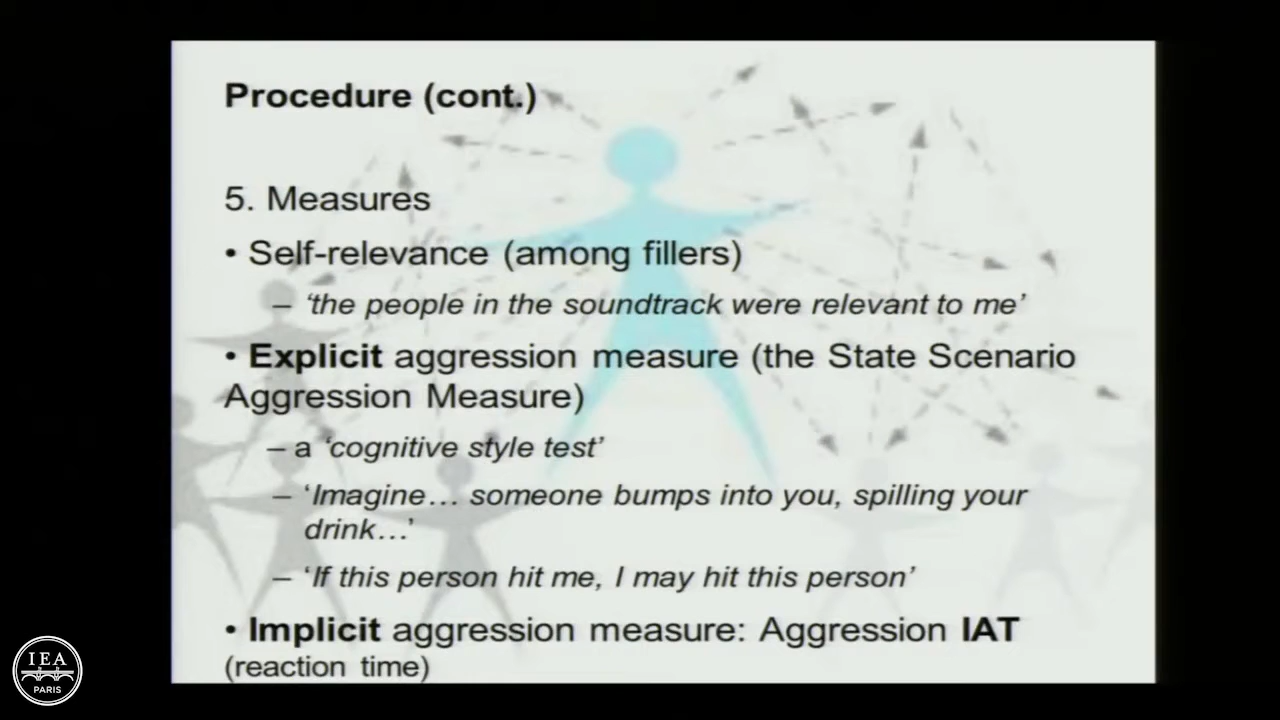 Procedure (cont.)
5. Measures
• Self-relevance (among fillers)
– ‘the people in the soundtrack were relevant to me’
• Explicit aggression measure (the State Scenario
Aggression Measure)
– a ‘cognitive style test’
– ‘Imagine… someone bumps into you, spilling your
drink…’
– ‘If this person hit me, I may hit this person’
• Implicit aggression measure: Aggression IAT
(reaction time)
IEA
PARIS